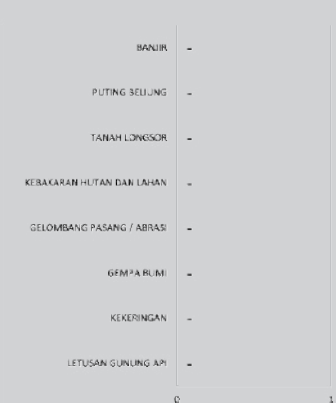 BANJIR -
PUTING BELIUNG -
TANAH LONGSOR -
KEBAKARAN HUTAN DAN LAHAN -
GELOMBANG PASANG / ABRASI -
GEMPA BUMI -
KEKERINGAN -
LETUSAN GUNUNG API -
0 1